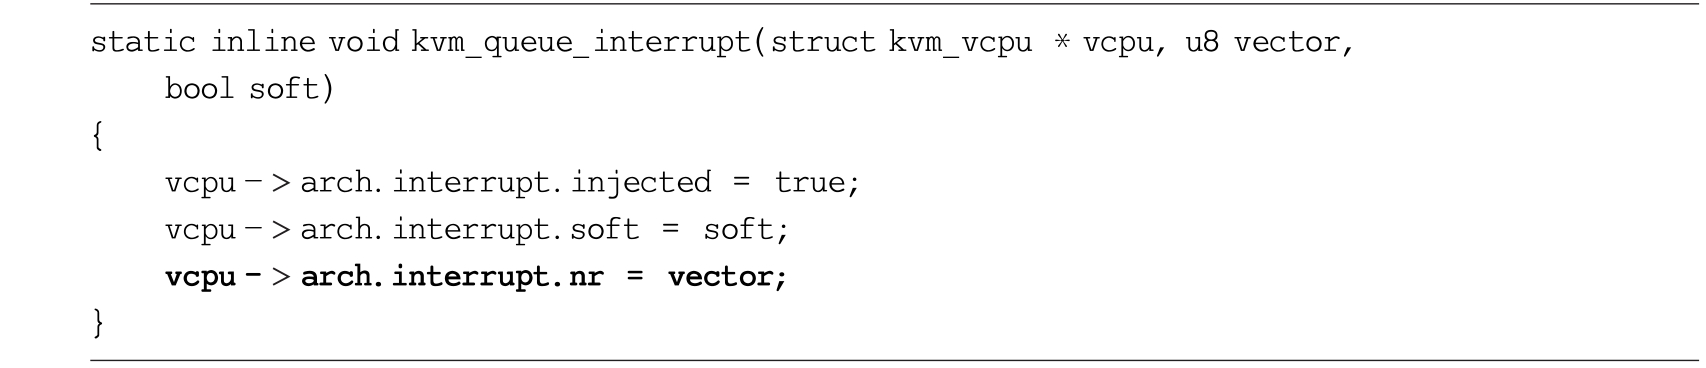 static inline void kvm_queue_interrupt(struct kvm_vcpu * vcpu, u8 vector,
bool soft)
{
vcpu -> arch.interrupt.injected = true;
vcpu -> arch.interrupt.soft = soft;
vcpu -> arch.interrupt.nr = vector;
}